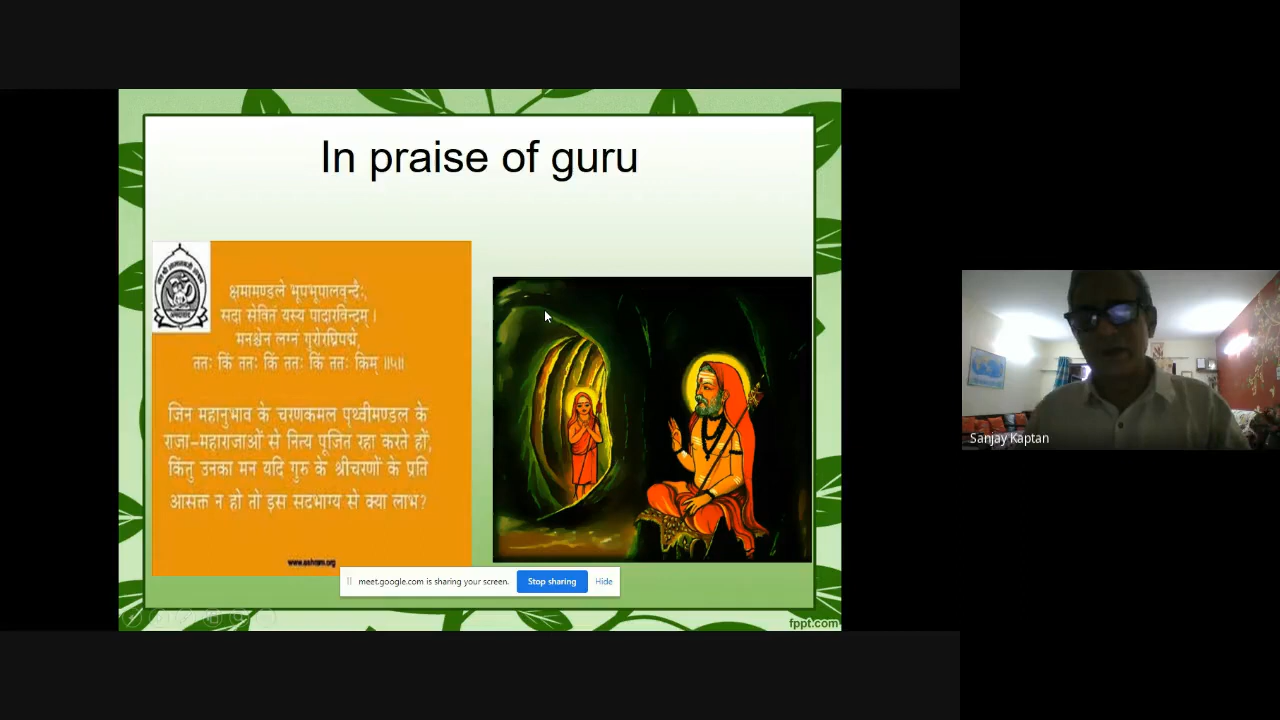 In praise of guru
क्षमामण्डले भूपभूपालवृन्दैः,
सदा सेवितं यस्य पादारविन्दम् ।
मनश्चेन लग्नं गुरोरंघ्रिपद्मे,
ततः किं ततः किं ततः किं ततः किम् ॥५॥
जिन महानुभाव के चरणकमल पृथ्वीमण्डल के
राजा-महाराजाओं से नित्य पूजित रहा करते हों,
किंतु उनका मन यदि गुरु के श्रीचरणों के प्रति
आसक्त न हो तो इस सदभाग्य से क्या लाभ?
www.ashram.org
meet.google.com is sharing your screen.
Stop sharing
Hide
fppt.com
Sanjay Kaptan